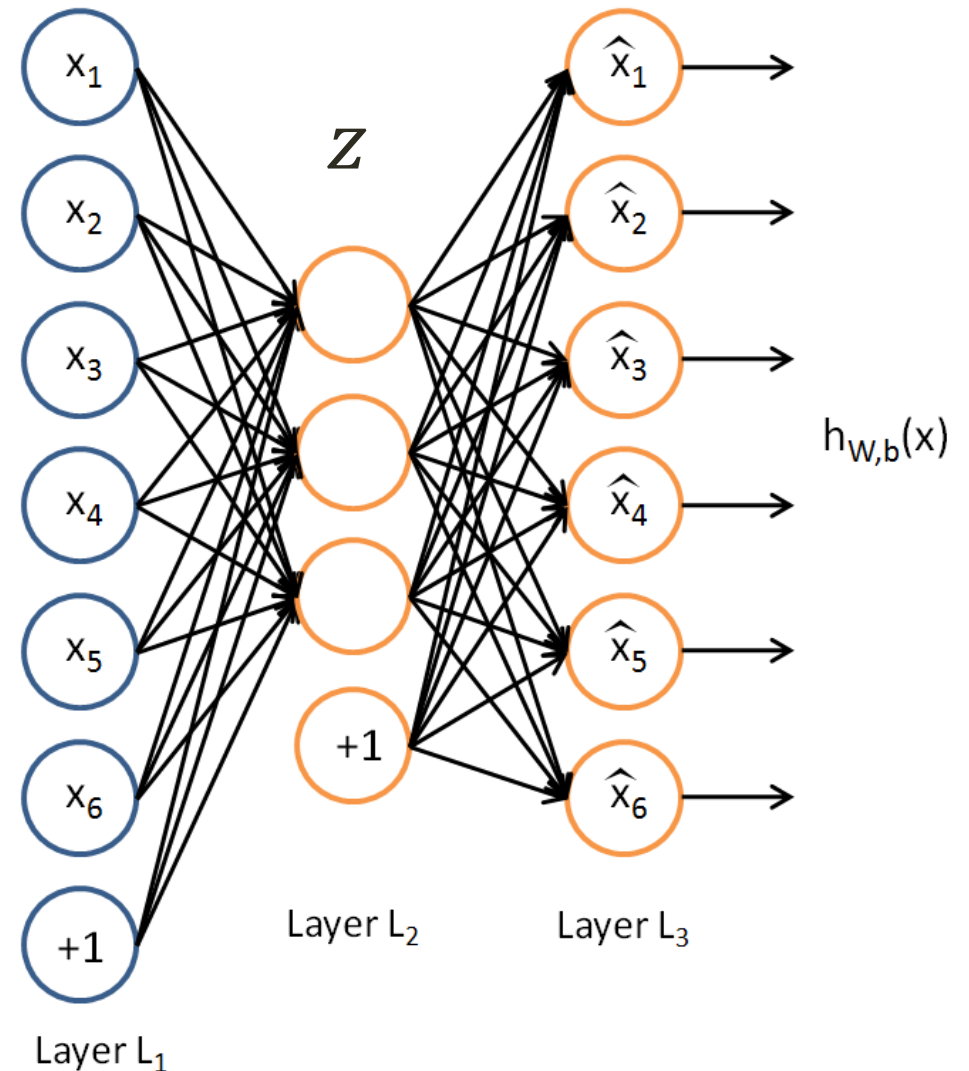 x₁
x₂
x₃
x₄
x₅
x₆
+1
Layer L₁
z
+1
Layer L₂
x̂₁
x̂₂
x̂₃
x̂₄
x̂₅
x̂₆
Layer L₃
h_{W,b}(x)